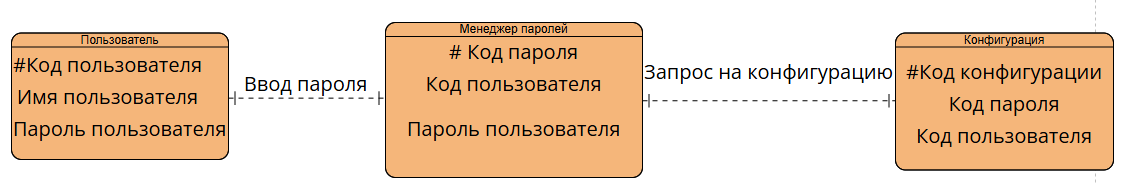 Пользователь
#Код пользователя
Имя пользователя
Пароль пользователя
Ввод пароля
Менеджер паролей
# Код пароля
Код пользователя
Пароль пользователя
Запрос на конфигурацию
Конфигурация
#Код конфигурации
Код пароля
Код пользователя